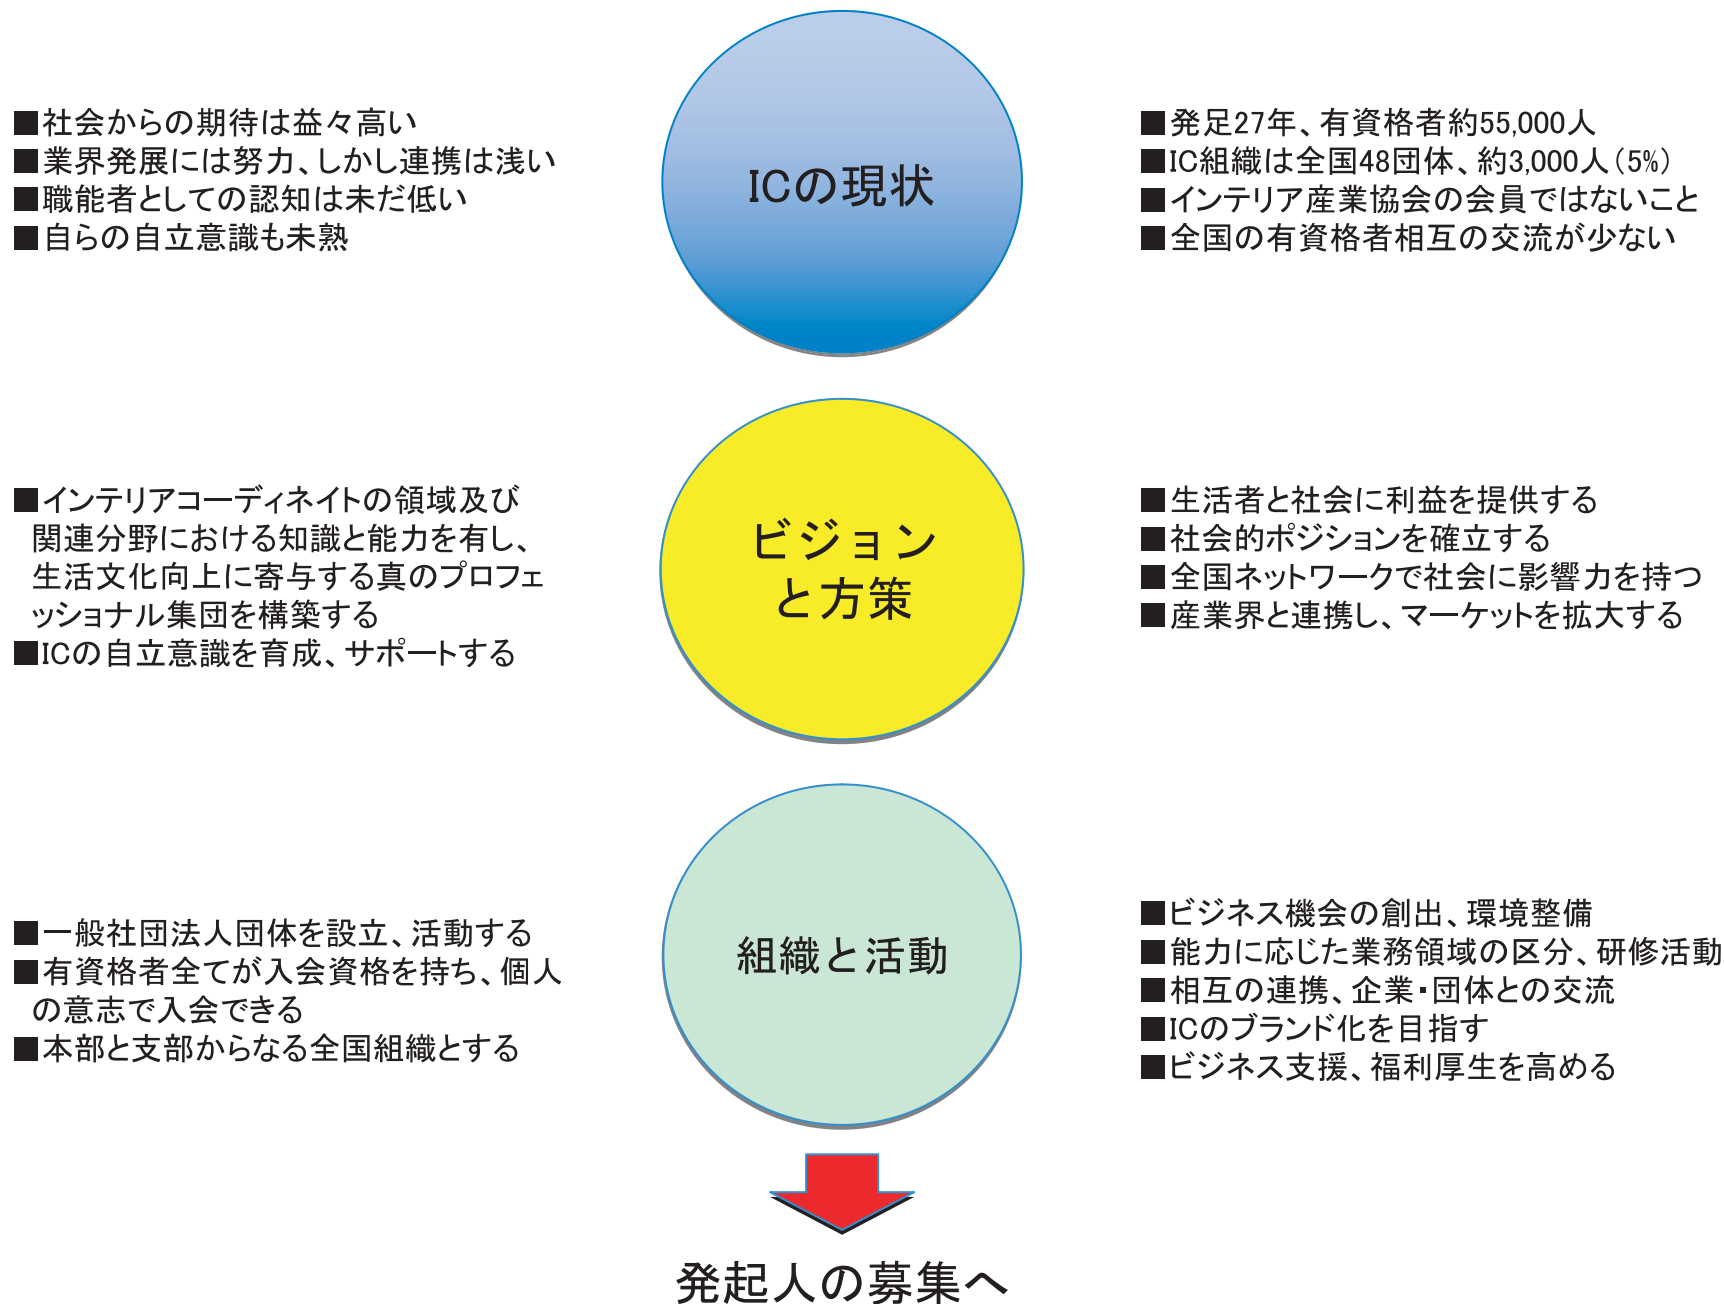 ■社会からの期待は益々高い
■業界発展には努力、しかし連携は浅い
■職能者としての認知は未だ低い
■自らの自立意識も未熟
ICの現状
■発足27年、有資格者約55,000人
■IC組織は全国48団体、約3,000人(5%)
■インテリア産業協会の会員ではないこと
■全国の有資格者相互の交流が少ない
■インテリアコーディネイトの領域及び
関連分野における知識と能力を有し、
生活文化向上に寄与する真のプロフェ
ッショナル集団を構築する
■ICの自立意識を育成、サポートする
ビジョン
と方策
■生活者と社会に利益を提供する
■社会的ポジションを確立する
■全国ネットワークで社会に影響力を持つ
■産業界と連携し、マーケットを拡大する
■一般社団法人団体を設立、活動する
■有資格者全てが入会資格を持ち、個人
の意志で入会できる
■本部と支部からなる全国組織とする
組織と活動
■ビジネス機会の創出、環境整備
■能力に応じた業務領域の区分、研修活動
■相互の連携、企業・団体との交流
■ICのブランド化を目指す
■ビジネス支援、福利厚生を高める
発起人の募集へ